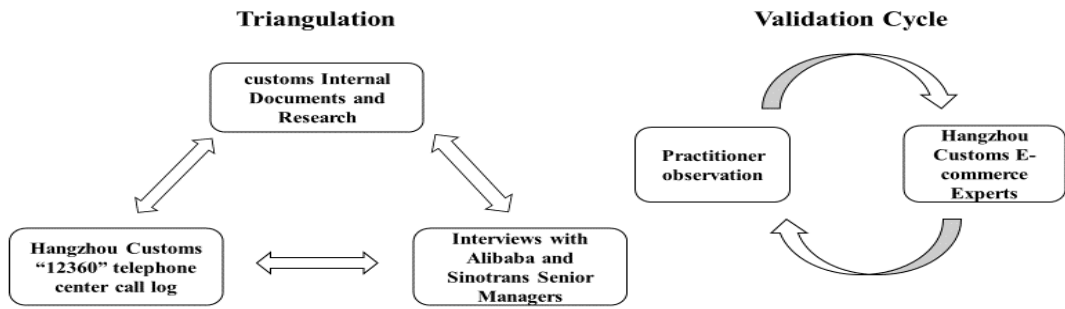 Triangulation
Validation Cycle
customs Internal
Documents and
Research
Practitioner
observation
Hangzhou
Customs E-
commerce
Experts
Hangzhou Customs
“12360” telephone
center call log
Interviews with
Alibaba and
Sinotrans Senior
Managers